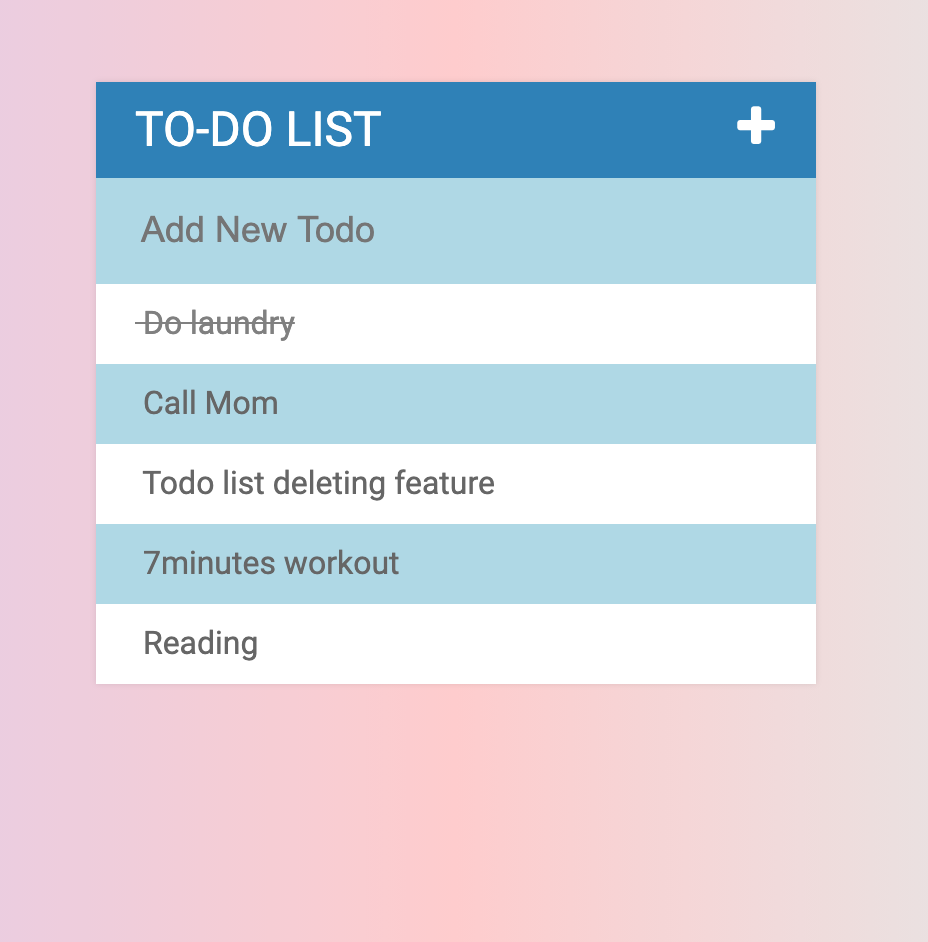 TO-DO LIST
Add New Todo
Do laundry
Call Mom
Todo list deleting feature
7minutes workout
Reading